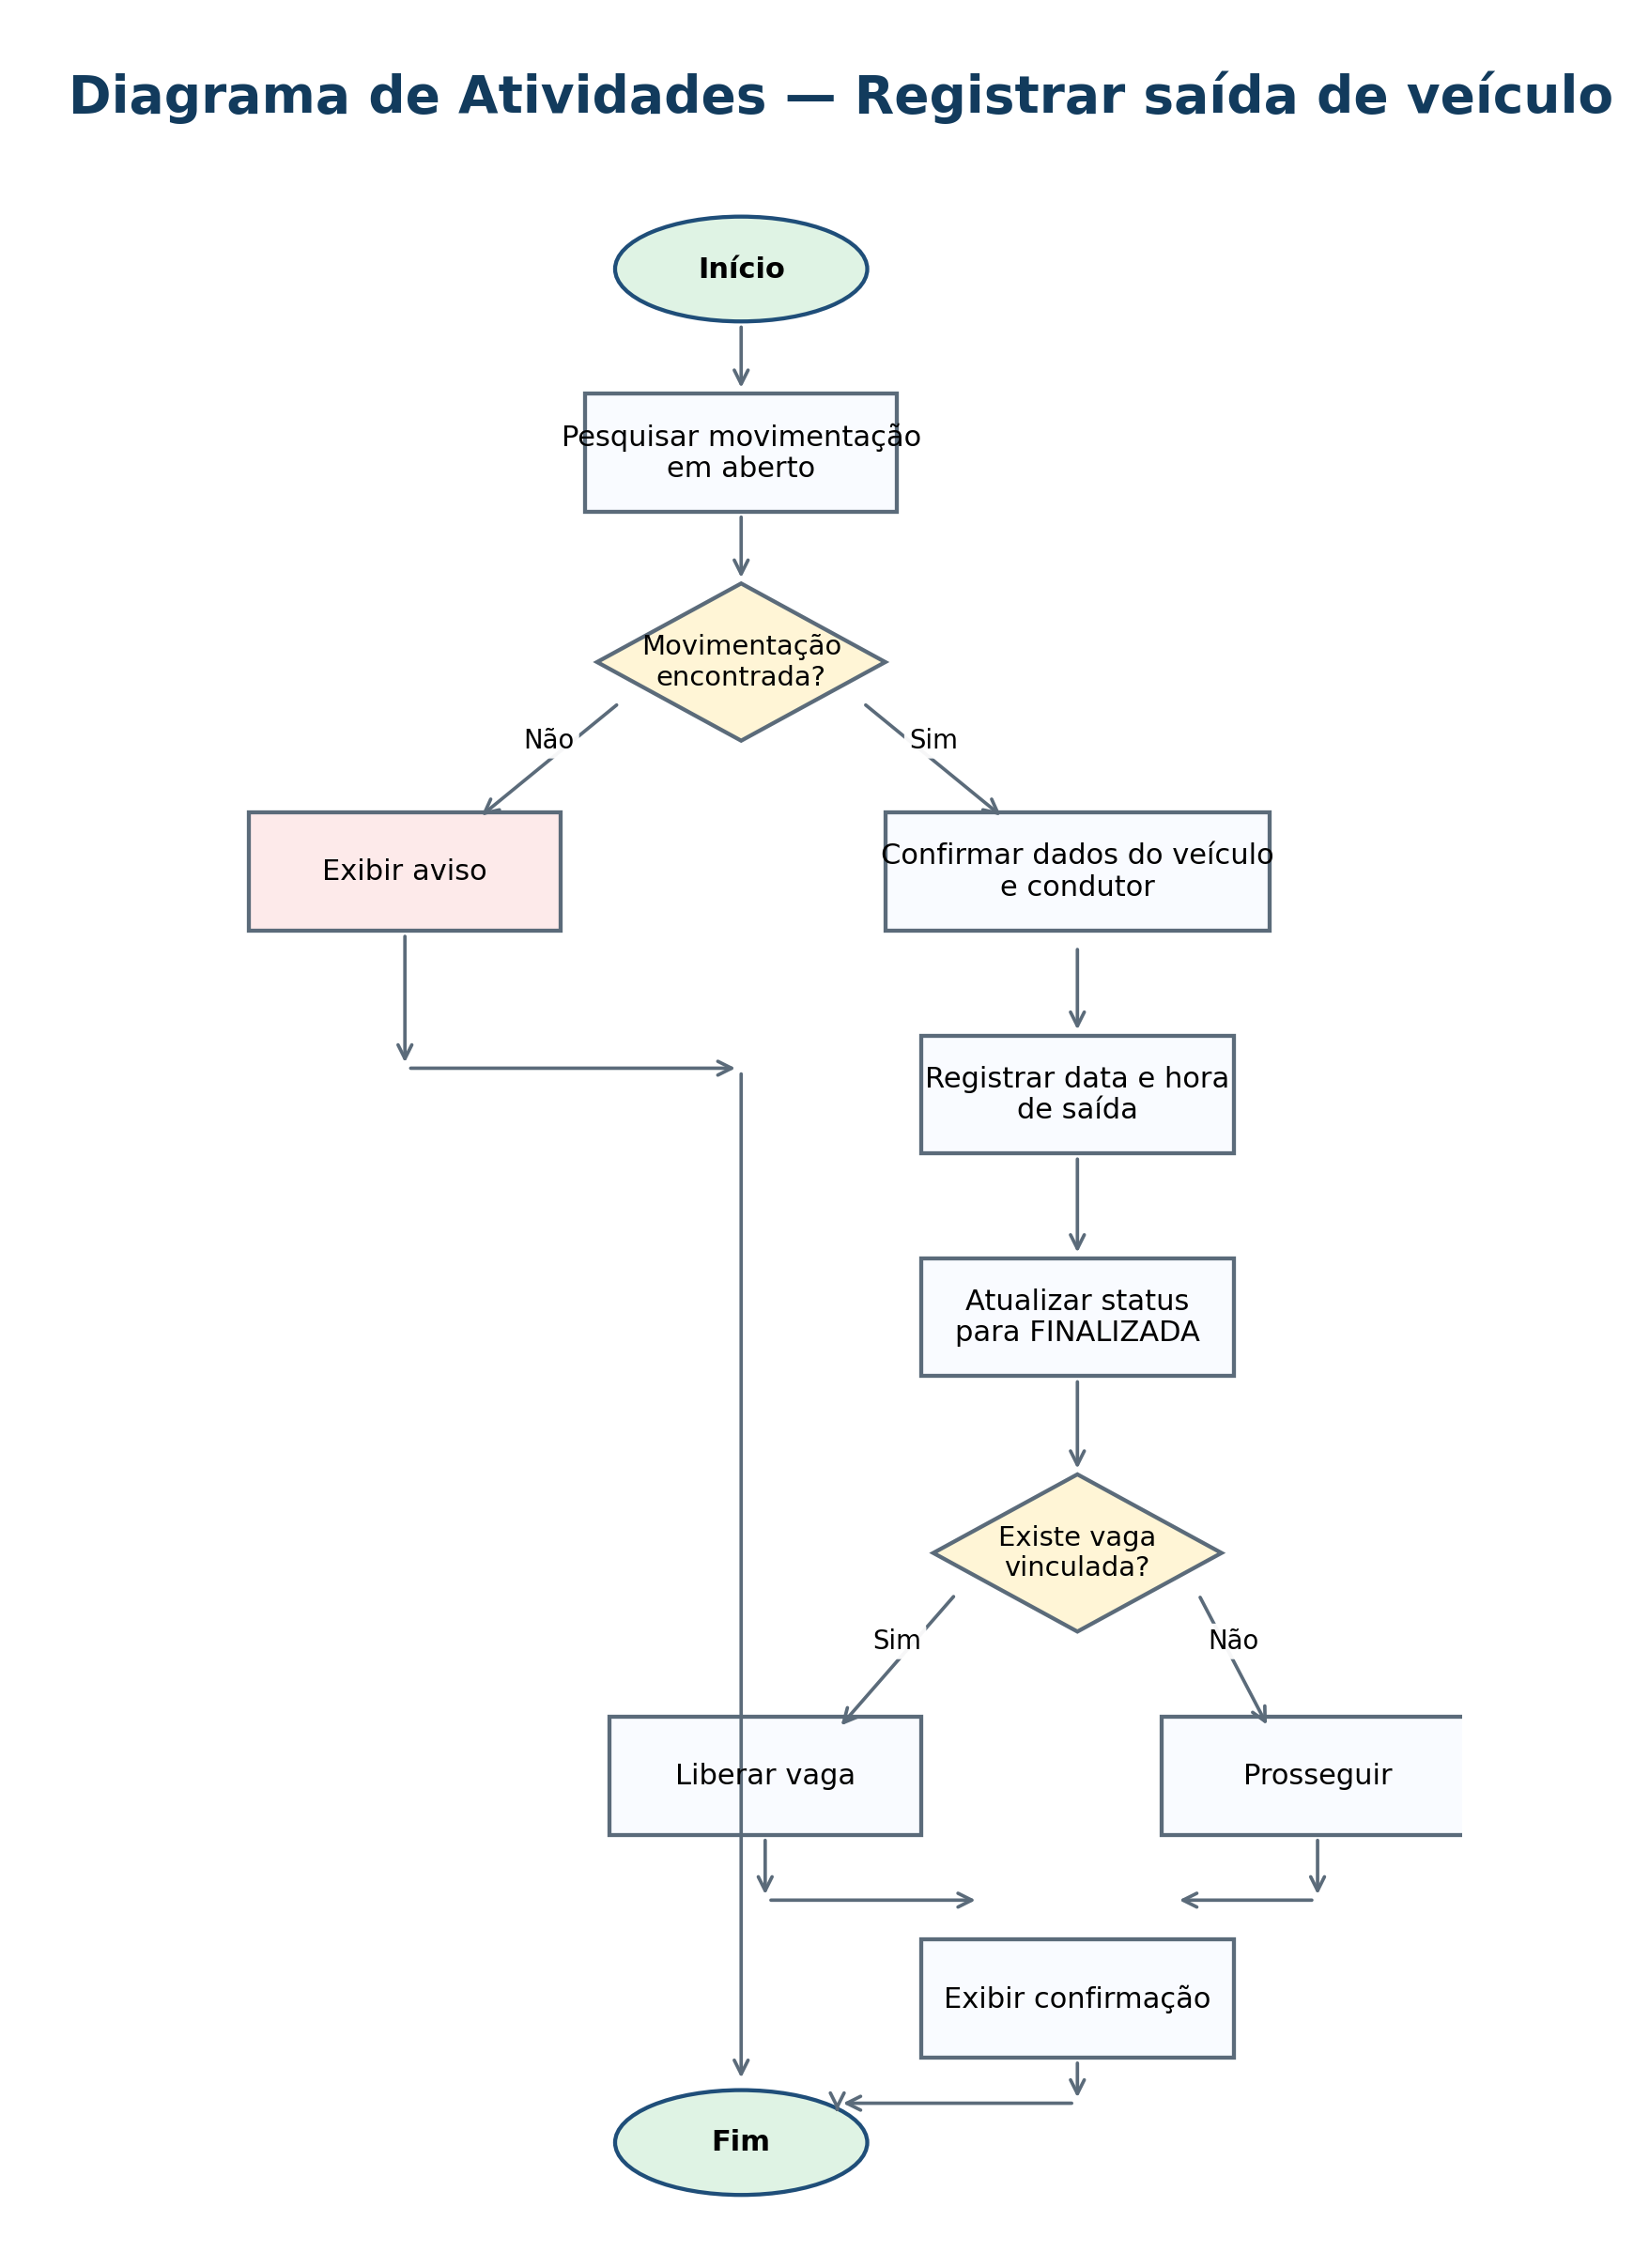 Diagrama de Atividades — Registrar saída de veículo
Início
Pesquisar movimentação
em aberto
Movimentação
encontrada?
Não
Sim
Exibir aviso
Confirmar dados do veículo
e condutor
Registrar data e hora
de saída
Atualizar status
para FINALIZADA
Existe vaga
vinculada?
Sim
Não
Liberar vaga
Prosseguir
Exibir confirmação
Fim